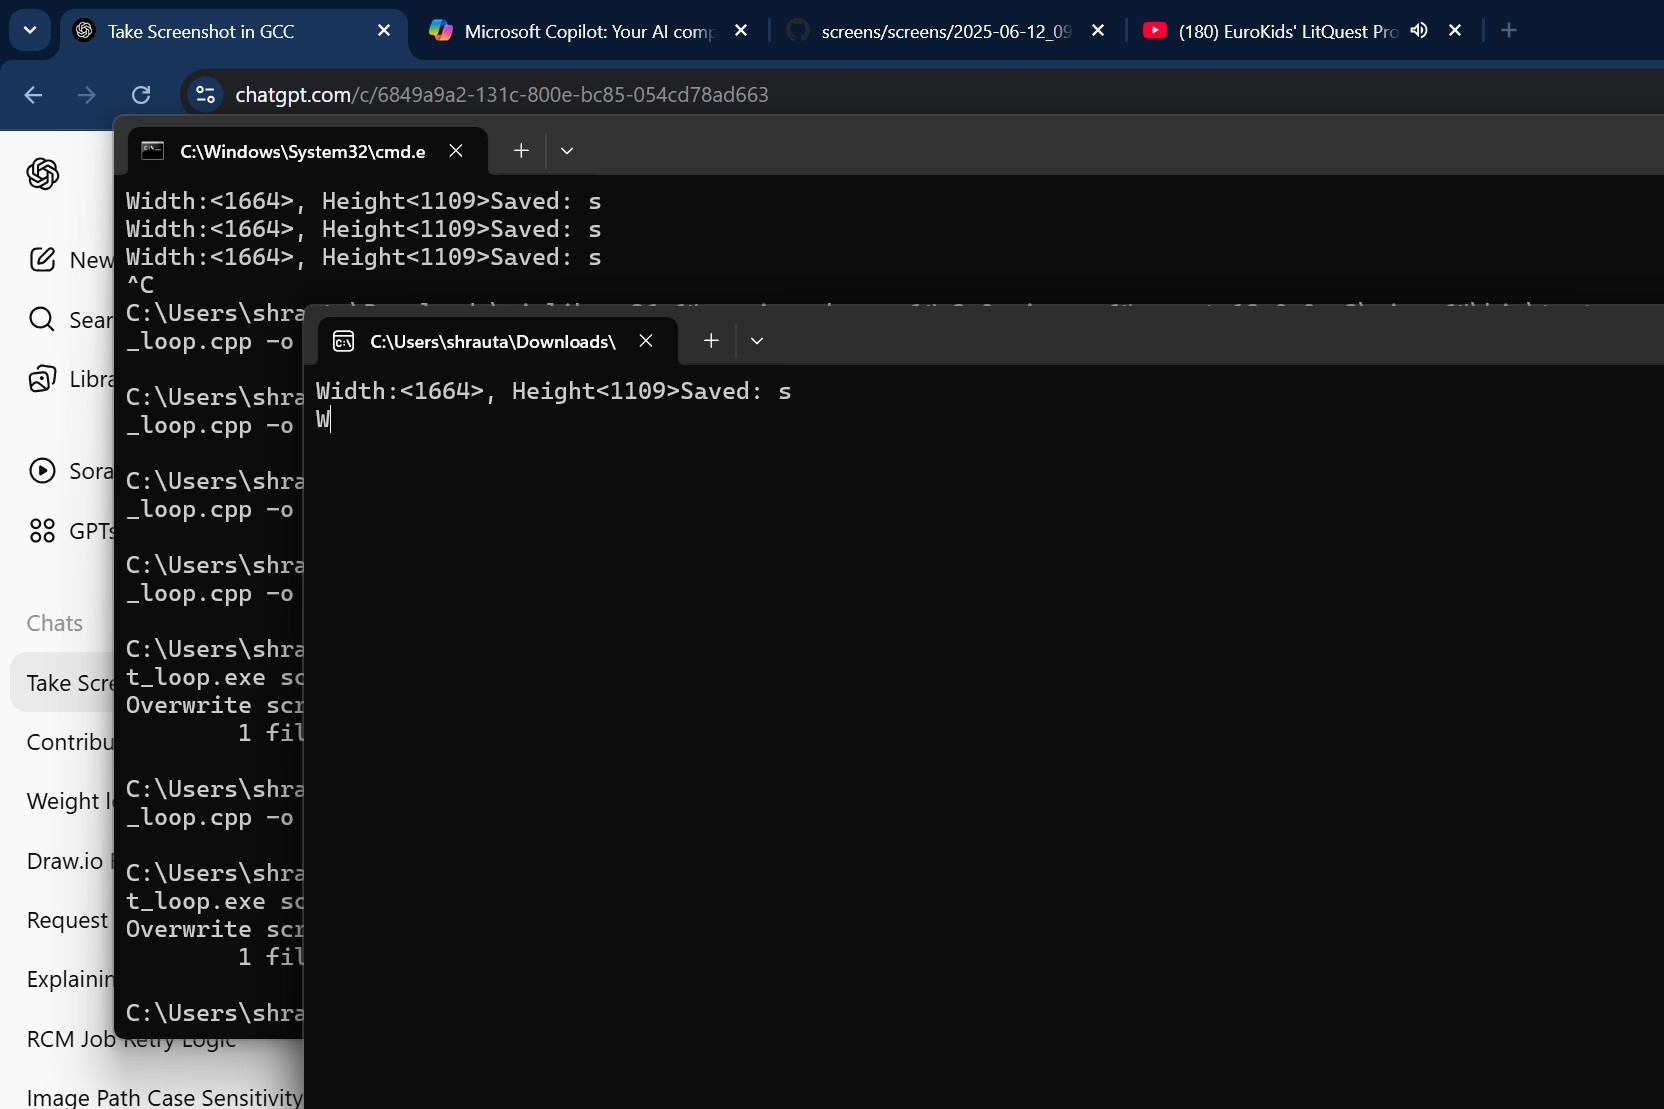 Take Screenshot in GCC
Microsoft Copilot: Your AI comp
screens/screens/2025-06-12_09
(180) EuroKids' LitQuest Pro
chatgpt.com/c/6849a9a2-131c-800e-bc85-054cd78ad663
New
Sear
Libra
Sora
GPTs
Chats
Take Scre
Contribu
Weight l
Draw.io
Request
Explainin
RCM Job Retry Logic
Image Path Case Sensitivity
C:\Windows\System32\cmd.e
Width:<1664>, Height<1109>Saved: s
Width:<1664>, Height<1109>Saved: s
Width:<1664>, Height<1109>Saved: s
^C
C:\Users\shra
_loop.cpp -o
C:\Users\shra
_loop.cpp -o
C:\Users\shra
_loop.cpp -o
C:\Users\shra
_loop.cpp -o
C:\Users\shra
t_loop.exe sc
Overwrite scr
1 fil
C:\Users\shra
_loop.cpp -o
C:\Users\shra
t_loop.exe sc
Overwrite scr
1 fil
C:\Users\shra
C:\Users\shrauta\Downloads\
Width:<1664>, Height<1109>Saved: s
W